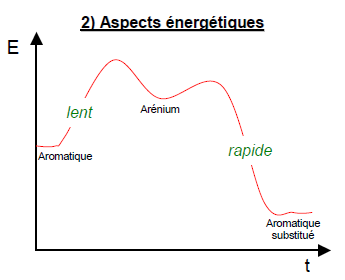 2) Aspects énergétiques
E
lent
Arénium
Aromatique
rapide
Aromatique
substitué
t